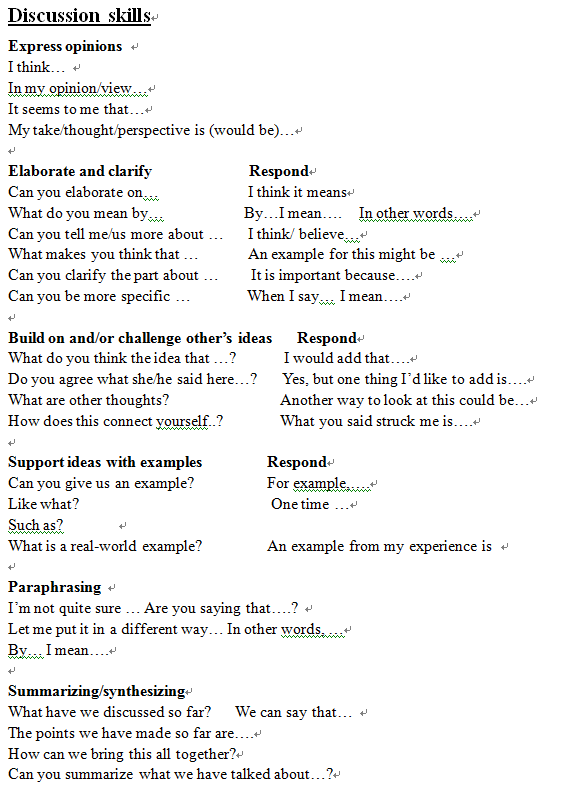 Discussion skills
Express opinions
I think…
In my opinion/view…
It seems to me that…
My take/thought/perspective is (would be)…
Elaborate and clarify Respond
Can you elaborate on… I think it means
What do you mean by… By…I mean…. In other words….
Can you tell me/us more about … I think/ believe…
What makes you think that … An example for this might be …
Can you clarify the part about … It is important because….
Can you be more specific … When I say… I mean….
Build on and/or challenge other’s ideas Respond
What do you think the idea that …? I would add that….
Do you agree what she/he said here…? Yes, but one thing I’d like to add is….
What are other thoughts? Another way to look at this could be…
How does this connect yourself..? What you said struck me is….
Support ideas with examples Respond
Can you give us an example? For example,….
Like what? One time …
Such as?
What is a real-world example? An example from my experience is
Paraphrasing
I’m not quite sure … Are you saying that….?
Let me put it in a different way… In other words,….
By… I mean….
Summarizing/synthesizing
What have we discussed so far? We can say that…
The points we have made so far are….
How can we bring this all together?
Can you summarize what we have talked about…?